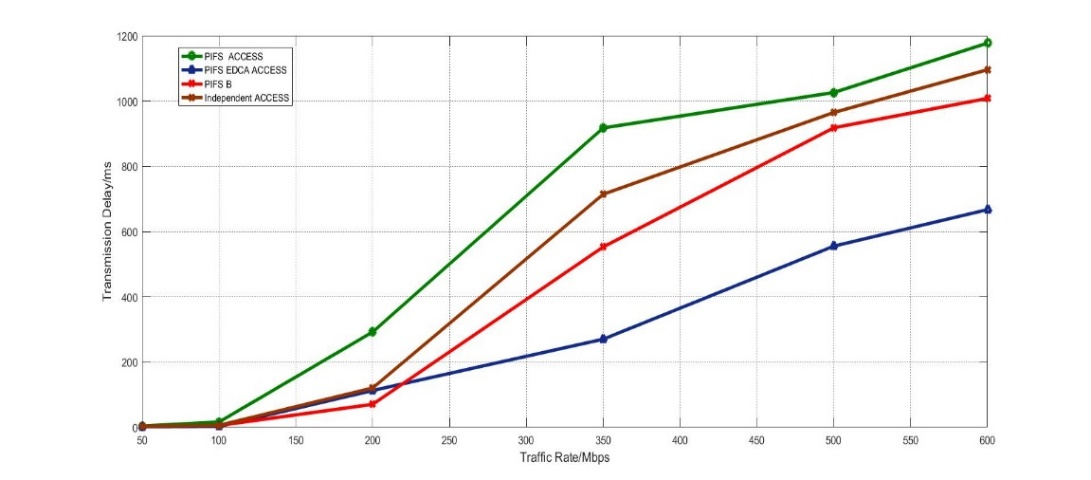 1200
1000
800
600
400
200
0
Transmission Delay/ms
PIFS ACCESS
PIFS EDCA ACCESS
PIFS B
Independent ACCESS
50 100 150 200 250 300 350 400 450 500 550 600
Traffic Rate/Mbps